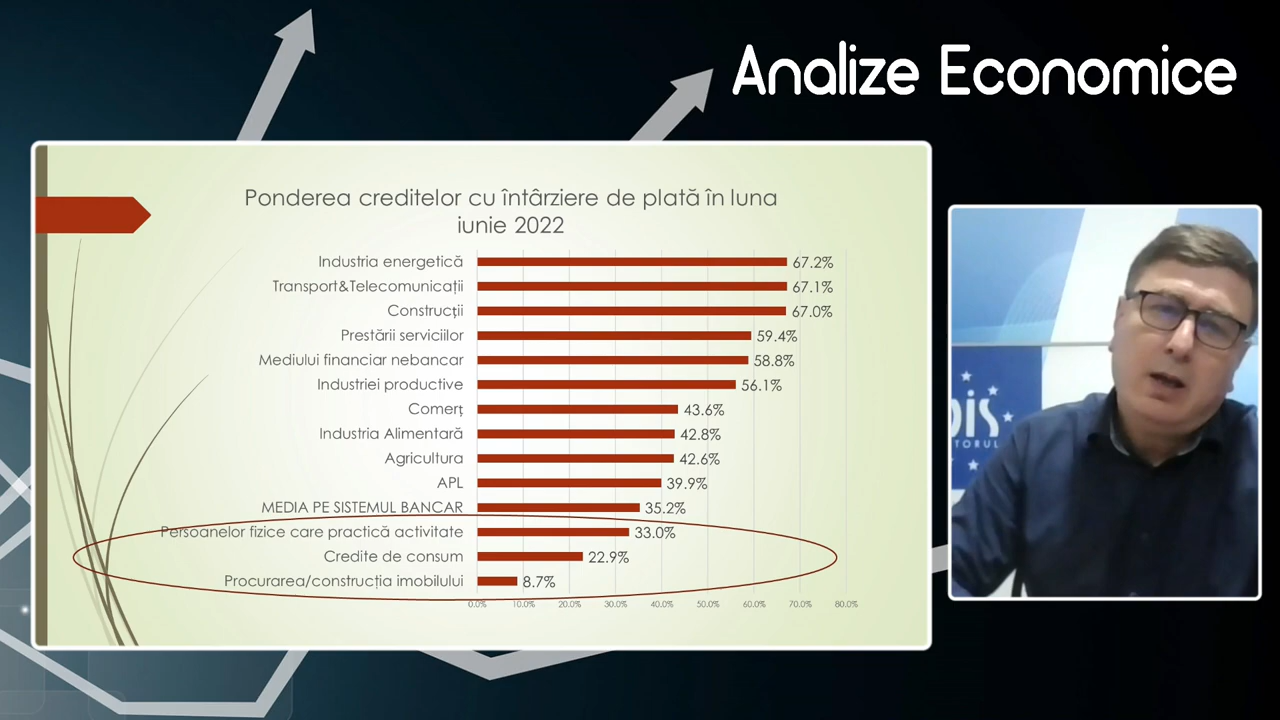 Analize Economice
Ponderea creditelor cu întârziere de plată în luna
iunie 2022
Industria energetică 67.2%
Transport&Telecomunicații 67.1%
Construcții 67.0%
Prestării serviciilor 59.4%
Mediului financiar nebancar 58.8%
Industriei productive 56.1%
Comerț 43.6%
Industria Alimentară 42.8%
Agricultura 42.6%
APL 39.9%
MEDIA PE SISTEMUL BANCAR 35.2%
Persoanelor fizice care practică activitate 33.0%
Credite de consum 22.9%
Procurarea/construcția imobilului 8.7%
0.0% 10.0% 20.0% 30.0% 40.0% 50.0% 60.0% 70.0% 80.0%